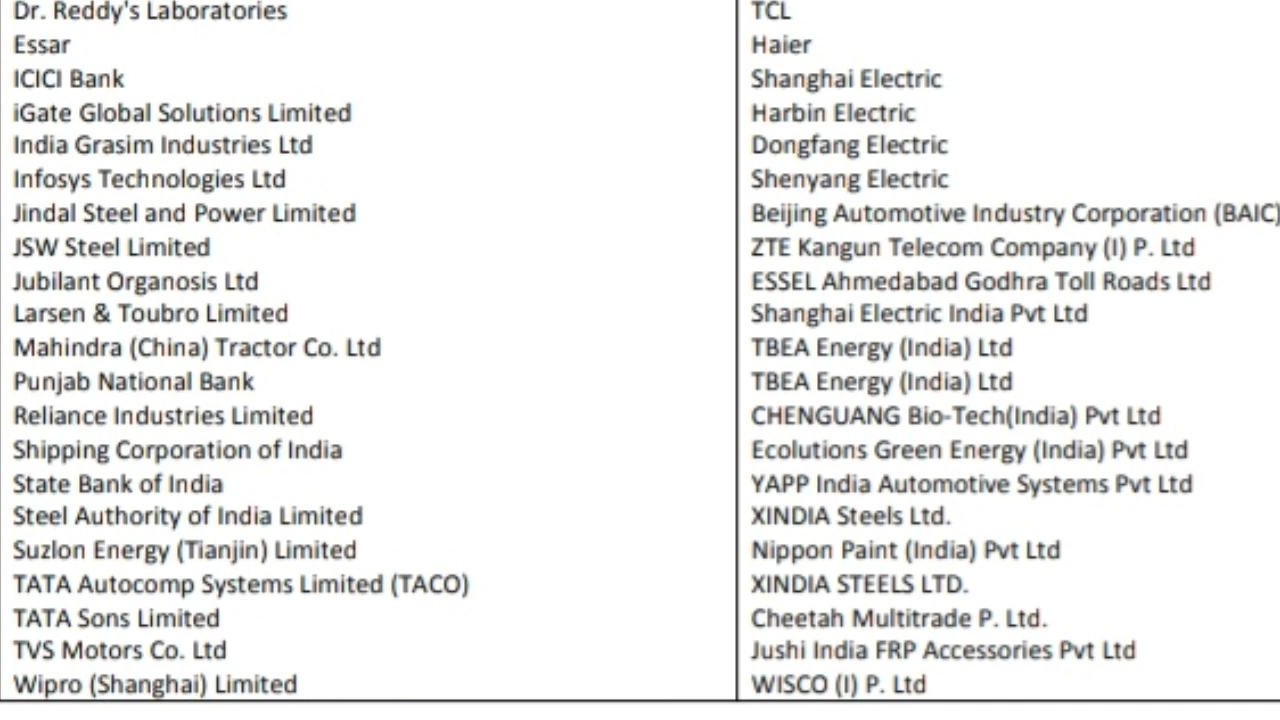 Dr. Reddy's Laboratories
Essar
ICICI Bank
iGate Global Solutions Limited
India Grasim Industries Ltd
Infosys Technologies Ltd
Jindal Steel and Power Limited
JSW Steel Limited
Jubilant Organosis Ltd
Larsen & Toubro Limited
Mahindra (China) Tractor Co. Ltd
Punjab National Bank
Reliance Industries Limited
Shipping Corporation of India
State Bank of India
Steel Authority of India Limited
Suzlon Energy (Tianjin) Limited
TATA Autocomp Systems Limited (TACO)
TATA Sons Limited
TVS Motors Co. Ltd
Wipro (Shanghai) Limited
TCL
Haier
Shanghai Electric
Harbin Electric
Dongfang Electric
Shenyang Electric
Beijing Automotive Industry Corporation (BAIC)
ZTE Kangun Telecom Company (I) P. Ltd
ESSEL Ahmedabad Godhra Toll Roads Ltd
Shanghai Electric India Pvt Ltd
TBEA Energy (India) Ltd
TBEA Energy (India) Ltd
CHENGUANG Bio-Tech(India) Pvt Ltd
Ecolutions Green Energy (India) Pvt Ltd
YAPP India Automotive Systems Pvt Ltd
XINDIA Steels Ltd.
Nippon Paint (India) Pvt Ltd
XINDIA STEELS LTD.
Cheetah Multitrade P. Ltd.
Jushi India FRP Accessories Pvt Ltd
WISCO (I) P. Ltd